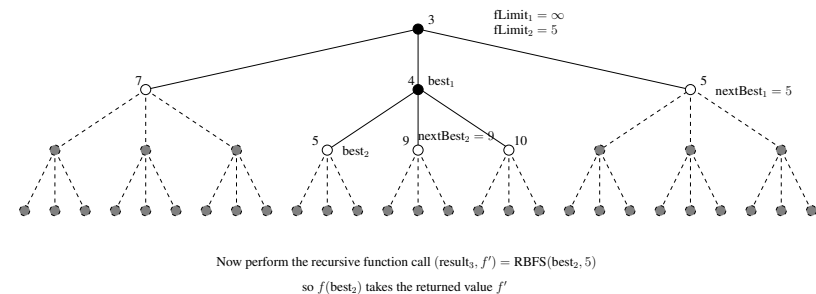 3
fLimit₁ = ∞
fLimit₂ = 5
7
4
best₁
5
nextBest₁ = 5
5
best₂
9
nextBest₂ = 9
10
Now perform the recursive function call (result₃, f′) = RBFS(best₂, 5)
so f(best₂) takes the returned value f′